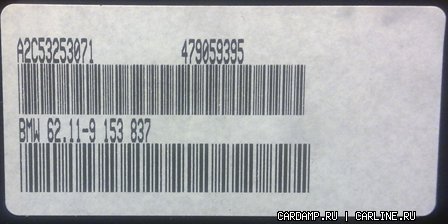 A2C53253071 479059395
BMW 62.11-9 153 837
CARDAMP.RU | CARLINE.RU